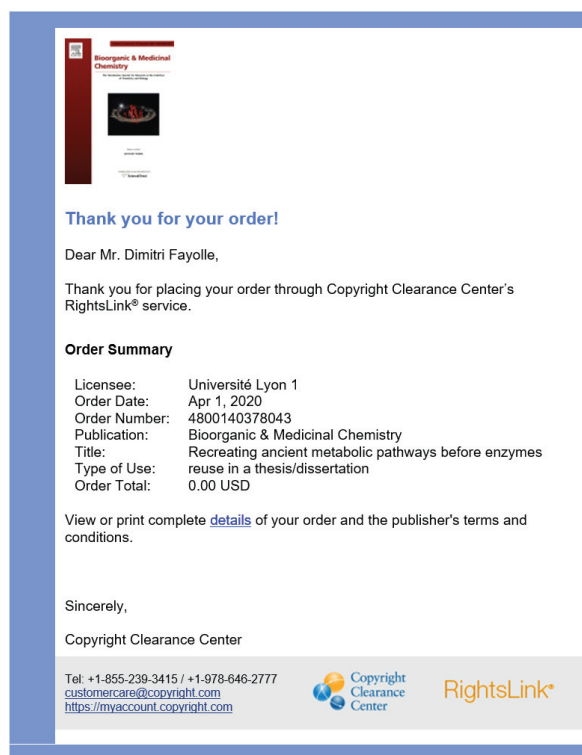 Bioorganic & Medicinal
Chemistry
Thank you for your order!
Dear Mr. Dimitri Fayolle,
Thank you for placing your order through Copyright Clearance Center's
RightsLink® service.
Order Summary
Licensee: Université Lyon 1
Order Date: Apr 1, 2020
Order Number: 4800140378043
Publication: Bioorganic & Medicinal Chemistry
Title: Recreating ancient metabolic pathways before enzymes
Type of Use: reuse in a thesis/dissertation
Order Total: 0.00 USD
View or print complete details of your order and the publisher's terms and
conditions.
Sincerely,
Copyright Clearance Center
Tel: +1-855-239-3415 / +1-978-646-2777
customercare@copyright.com
https://myaccount.copyright.com
Copyright
Clearance
Center
RightsLink®